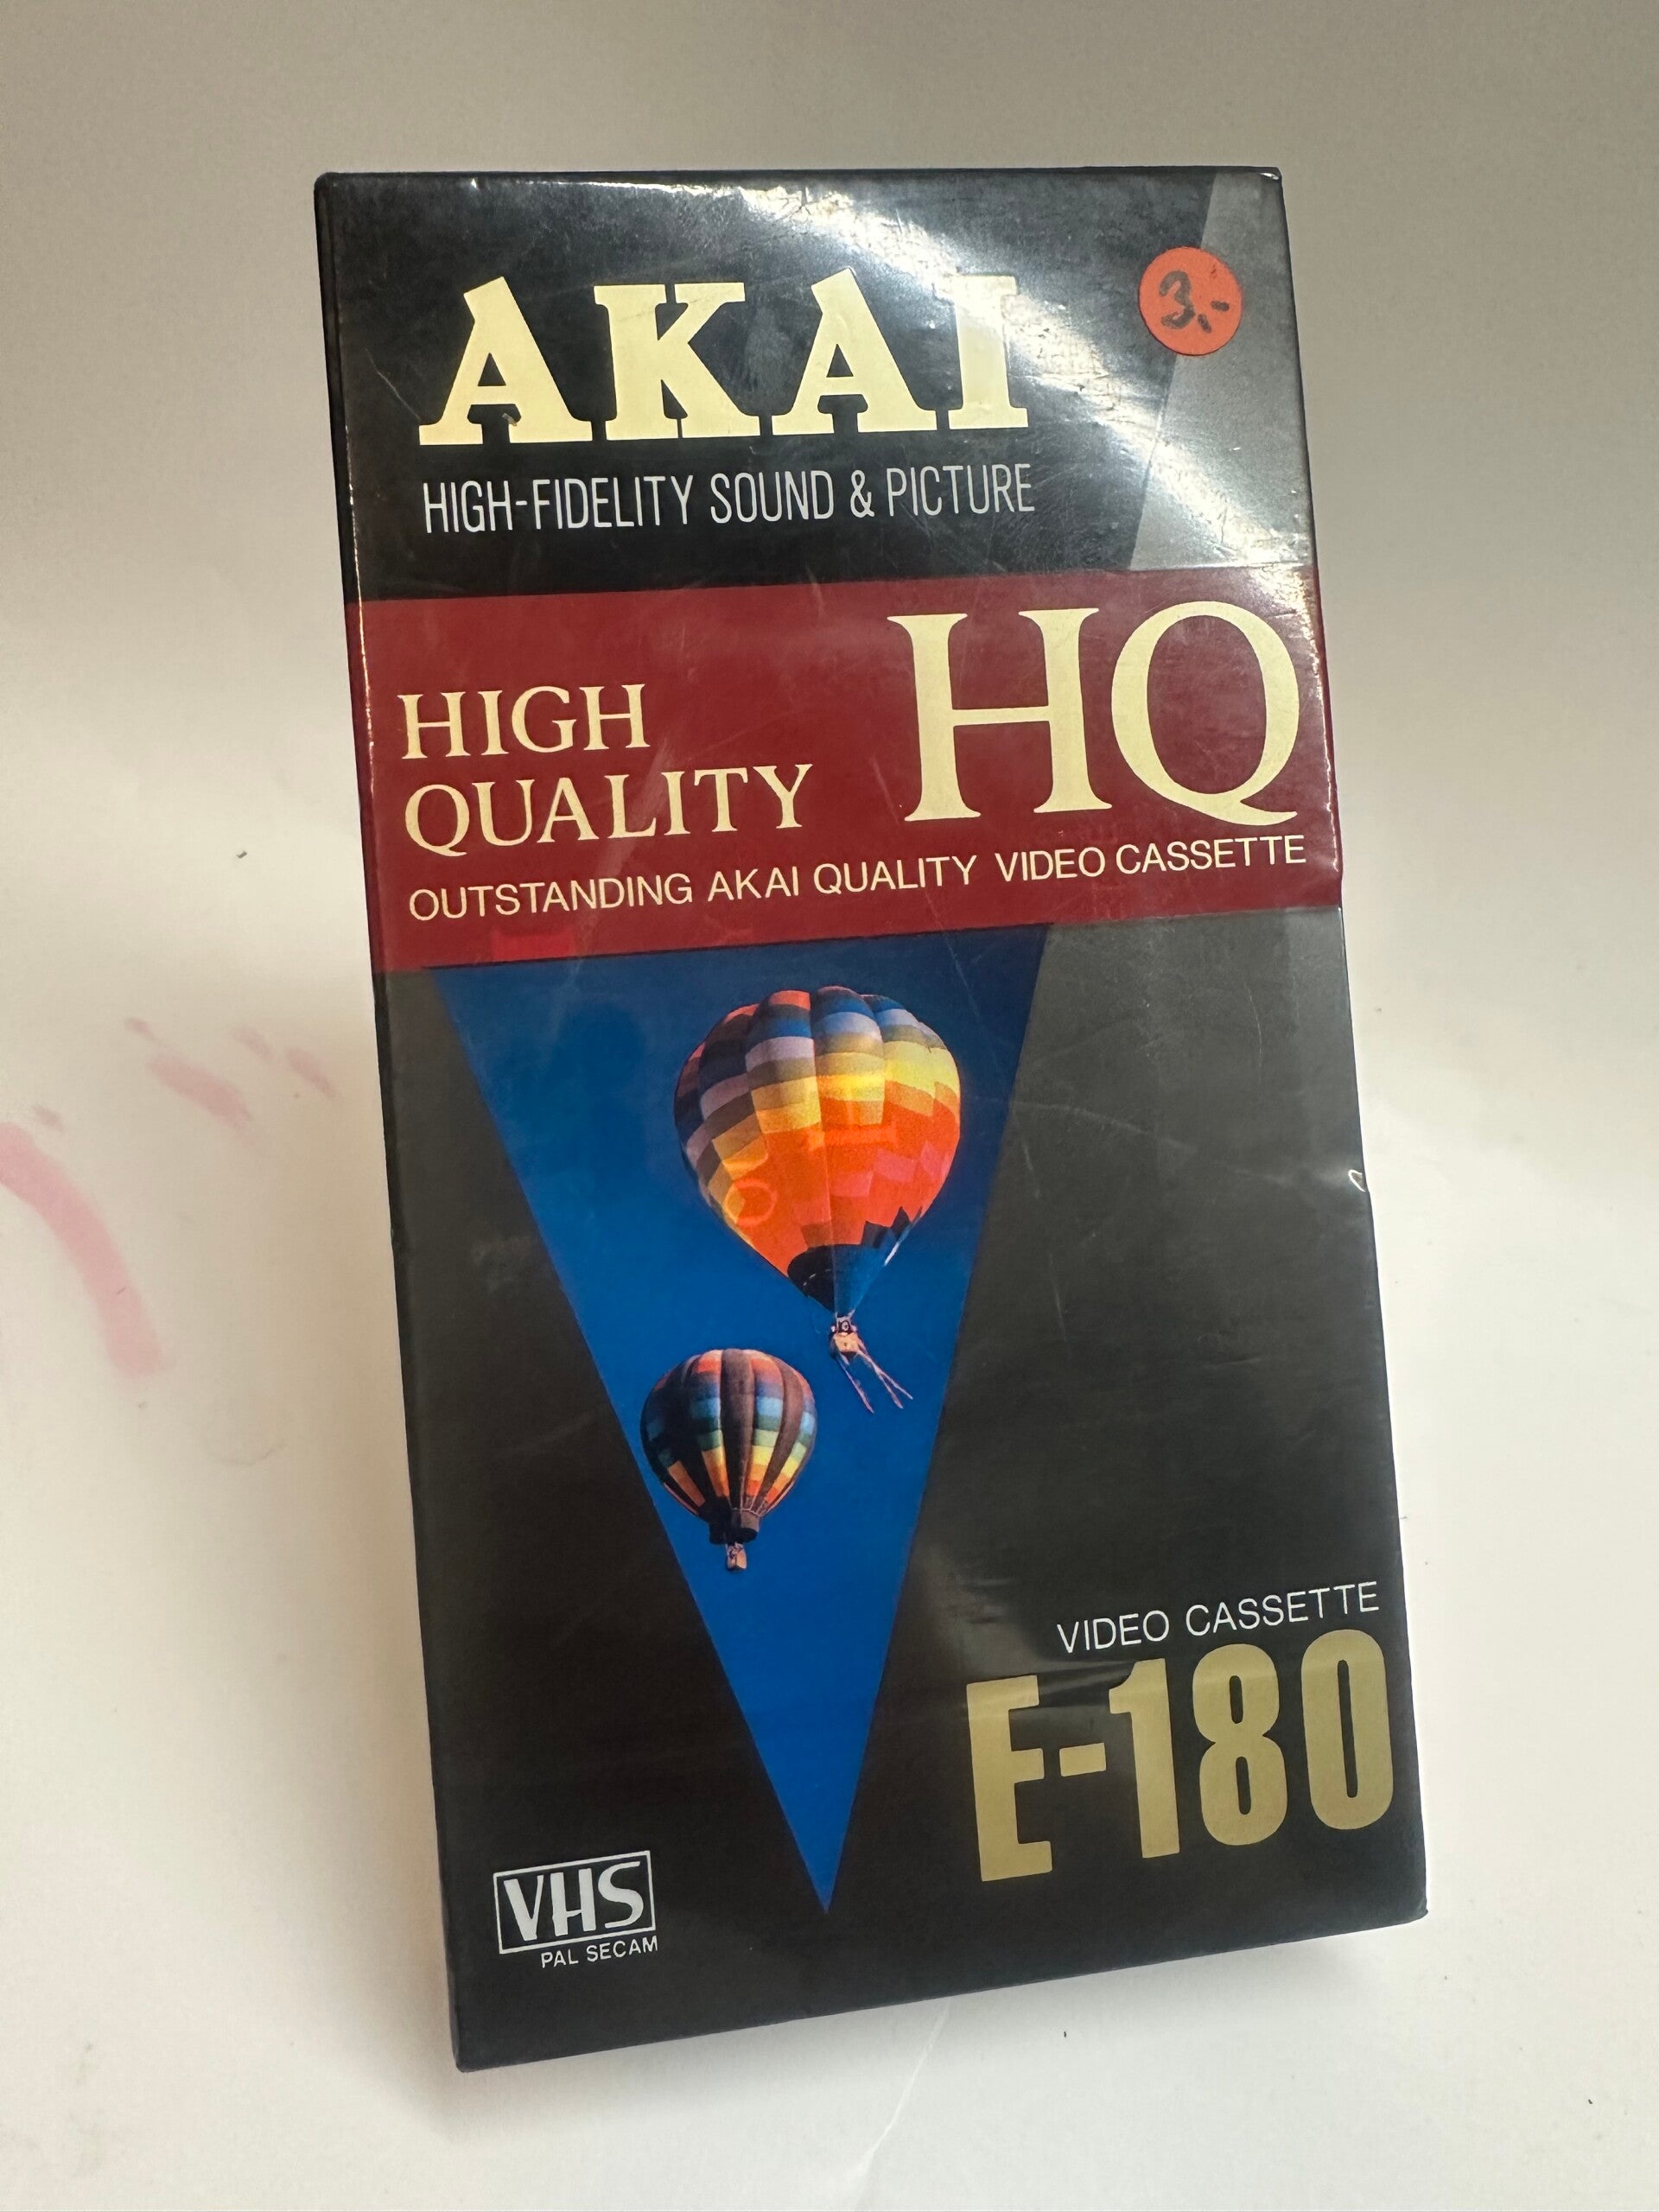 AKAI
3.-
HIGH-FIDELITY SOUND & PICTURE
HIGH
QUALITY
HQ
OUTSTANDING AKAI QUALITY VIDEO CASSETTE
VIDEO CASSETTE
E-180
VHS
PAL SECAM